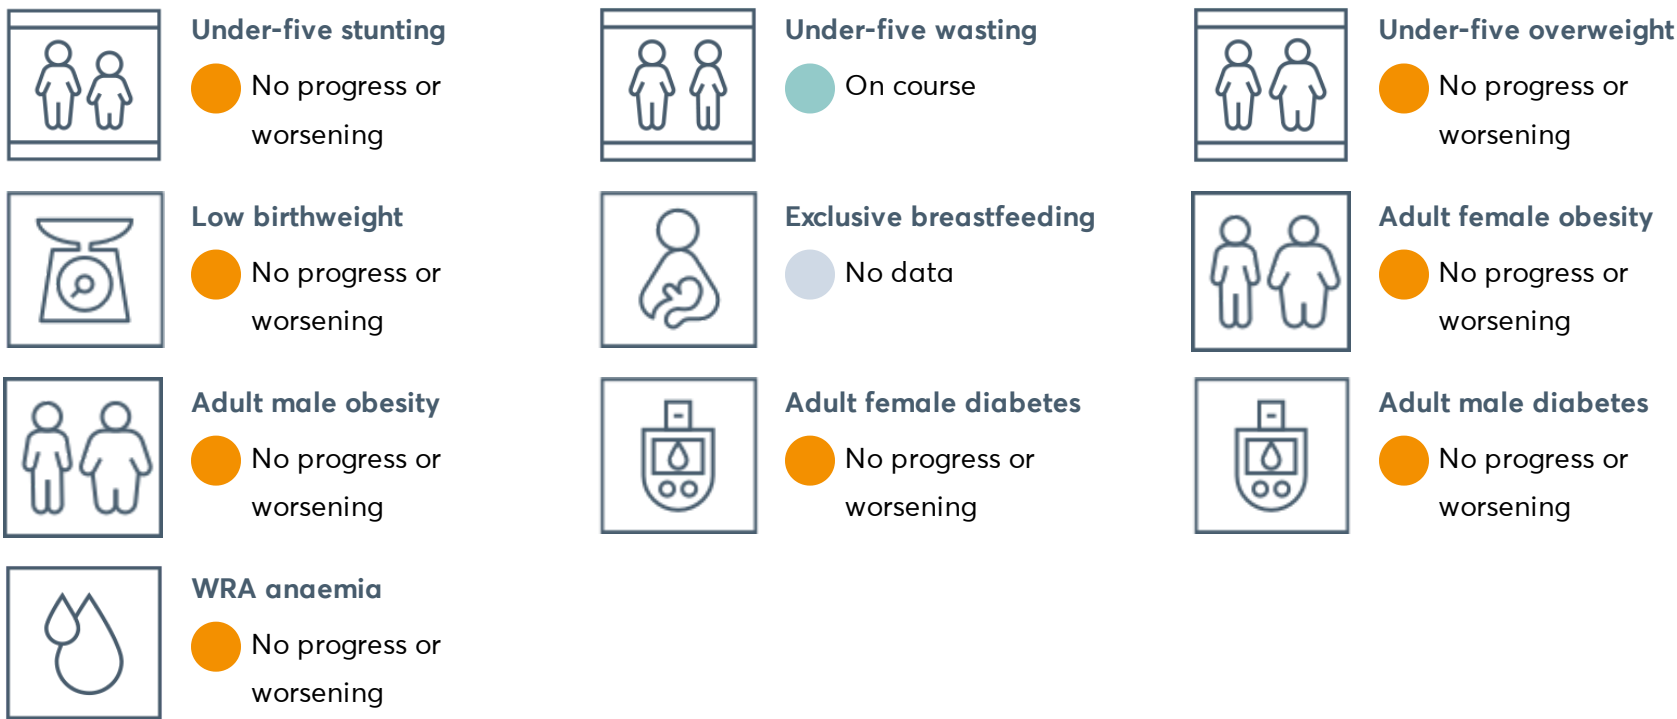 Under-five stunting
No progress or
worsening
Under-five wasting
On course
Under-five overweight
No progress or
worsening
Low birthweight
No progress or
worsening
Exclusive breastfeeding
No data
Adult female obesity
No progress or
worsening
Adult male obesity
No progress or
worsening
Adult female diabetes
No progress or
worsening
Adult male diabetes
No progress or
worsening
WRA anaemia
No progress or
worsening